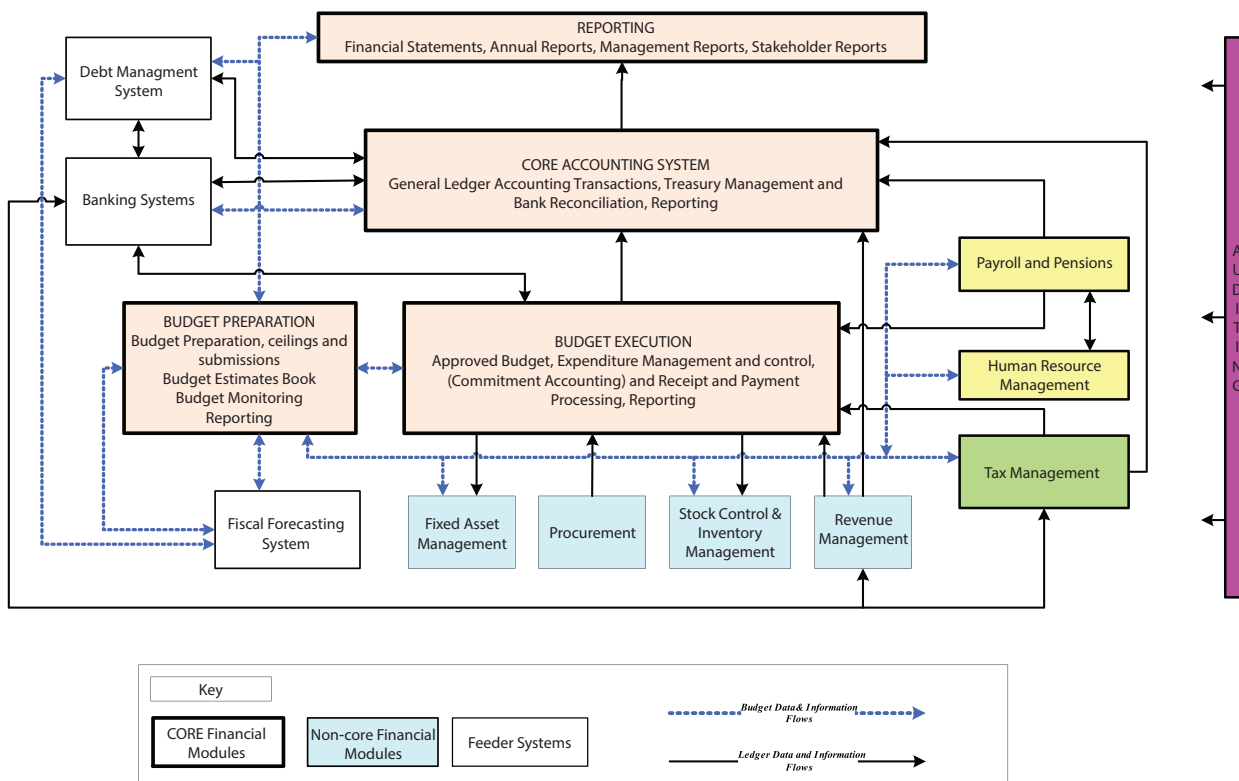 REPORTING
Financial Statements, Annual Reports, Management Reports, Stakeholder Reports
Debt Managment
System
CORE ACCOUNTING SYSTEM
General Ledger Accounting Transactions, Treasury Management and
Bank Reconciliation, Reporting
Banking Systems
Payroll and Pensions
BUDGET PREPARATION
Budget Preparation, ceilings and
submissions
Budget Estimates Book
Budget Monitoring
Reporting
BUDGET EXECUTION
Approved Budget, Expenditure Management and control,
(Commitment Accounting) and Receipt and Payment
Processing, Reporting
Human Resource
Management
Tax Management
Fiscal Forecasting
System
Fixed Asset
Management
Procurement
Stock Control &
Inventory
Management
Revenue
Management
A
U
D
I
T
I
N
G
Key
CORE Financial
Modules
Non-core Financial
Modules
Feeder Systems
Budget Data& Information
Flows
Ledger Data and Information
Flows